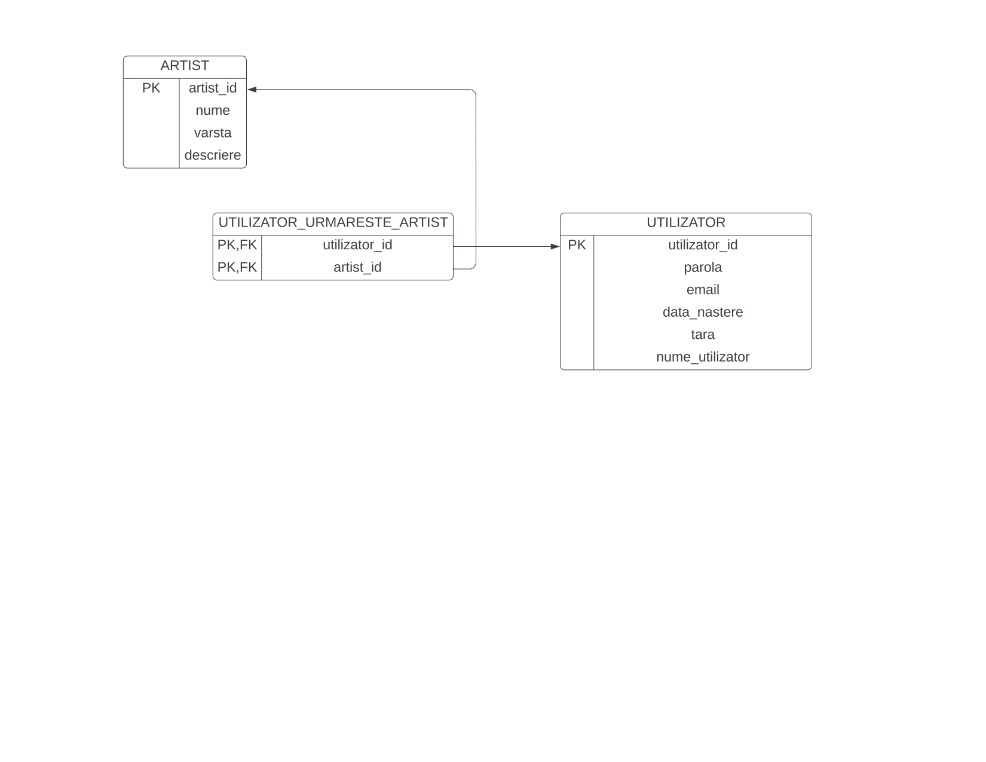 ARTIST
PK artist_id
nume
varsta
descriere
UTILIZATOR_URMARESTE_ARTIST
PK,FK utilizator_id
PK,FK artist_id
UTILIZATOR
PK utilizator_id
parola
email
data_nastere
tara
nume_utilizator